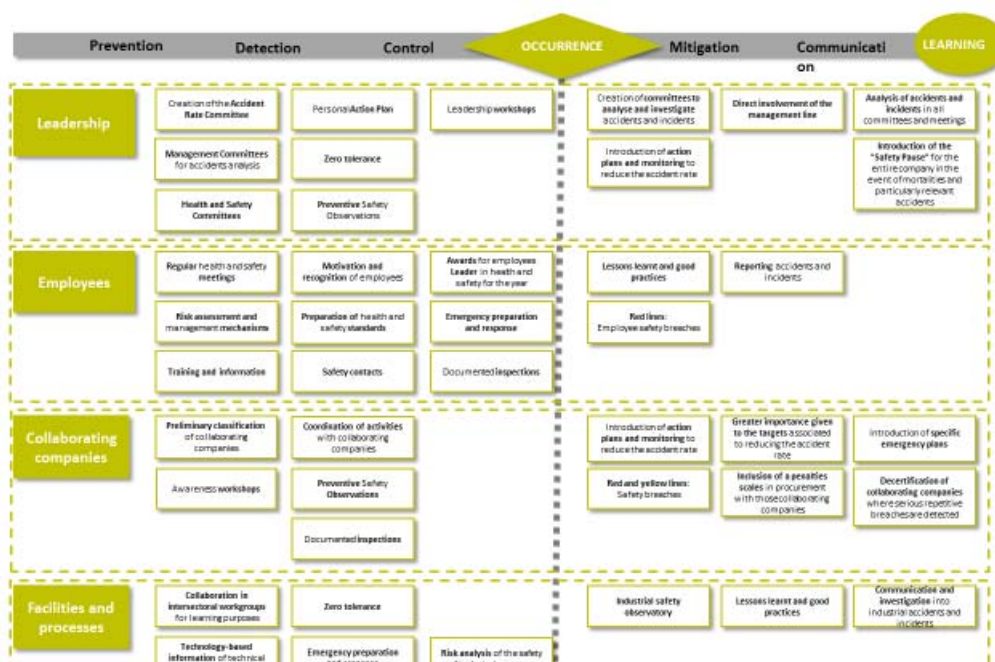 Prevention
Detection
Control
OCCURRENCE
Mitigation
Communicati
on
LEARNING
Leadership
Creation of the Accident
Rate Committee
Personal Action Plan
Leadership workshops
Creation of committees to
analyse and investigate
accidents and incidents
Direct involvement of the
management line
Analysis of accidents and
incidents in all
committees and meetings
Management Committees
for accidents analysis
Zero tolerance
Introduction of action
plans and monitoring to
reduce the accident rate
Introduction of the
"Safety Pause" for the
entire company in the
event of mortalities and
particularly relevant
accidents
Health and Safety
Committees
Preventive Safety
Observations
Employees
Regular health and safety
meetings
Motivation and
recognition of employees
Awards for employees
Leader in health and
safety for the year
Lessons learnt and good
practices
Reporting accidents and
incidents
Risk assessment and
management mechanisms
Preparation of health and
safety standards
Emergency preparation
and response
Red lines:
Employee safety breaches
Training and information
Safety contacts
Documented inspections
Collaborating
companies
Preliminary classification
of collaborating
companies
Coordination of activities
with collaborating
companies
Introduction of action
plans and monitoring to
reduce the accident rate
Greater importance given
to the targets associated
to reducing the accident
rate
Introduction of specific
emergency plans
Awareness workshops
Preventive Safety
Observations
Red and yellow lines:
Safety breaches
Inclusion of a penalties
scales in procurement
with those collaborating
companies
Decertification of
collaborating companies
where serious repetitive
breaches are detected
Documented inspections
Facilities and
processes
Collaboration in
intersectoral workgroups
for learning purposes
Zero tolerance
Industrial safety
observatory
Lessons learnt and good
practices
Communication and
investigation into
industrial accidents and
incidents
Technology-based
information of technical
Emergency preparation
Risk analysis of the safety